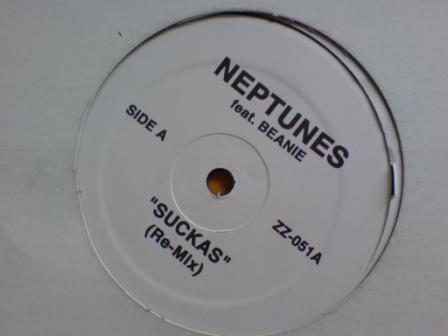 NEPTUNES
feat. BEANIE
SIDE A
ZZ-051A
"SUCKAS"
(Re-Mix)